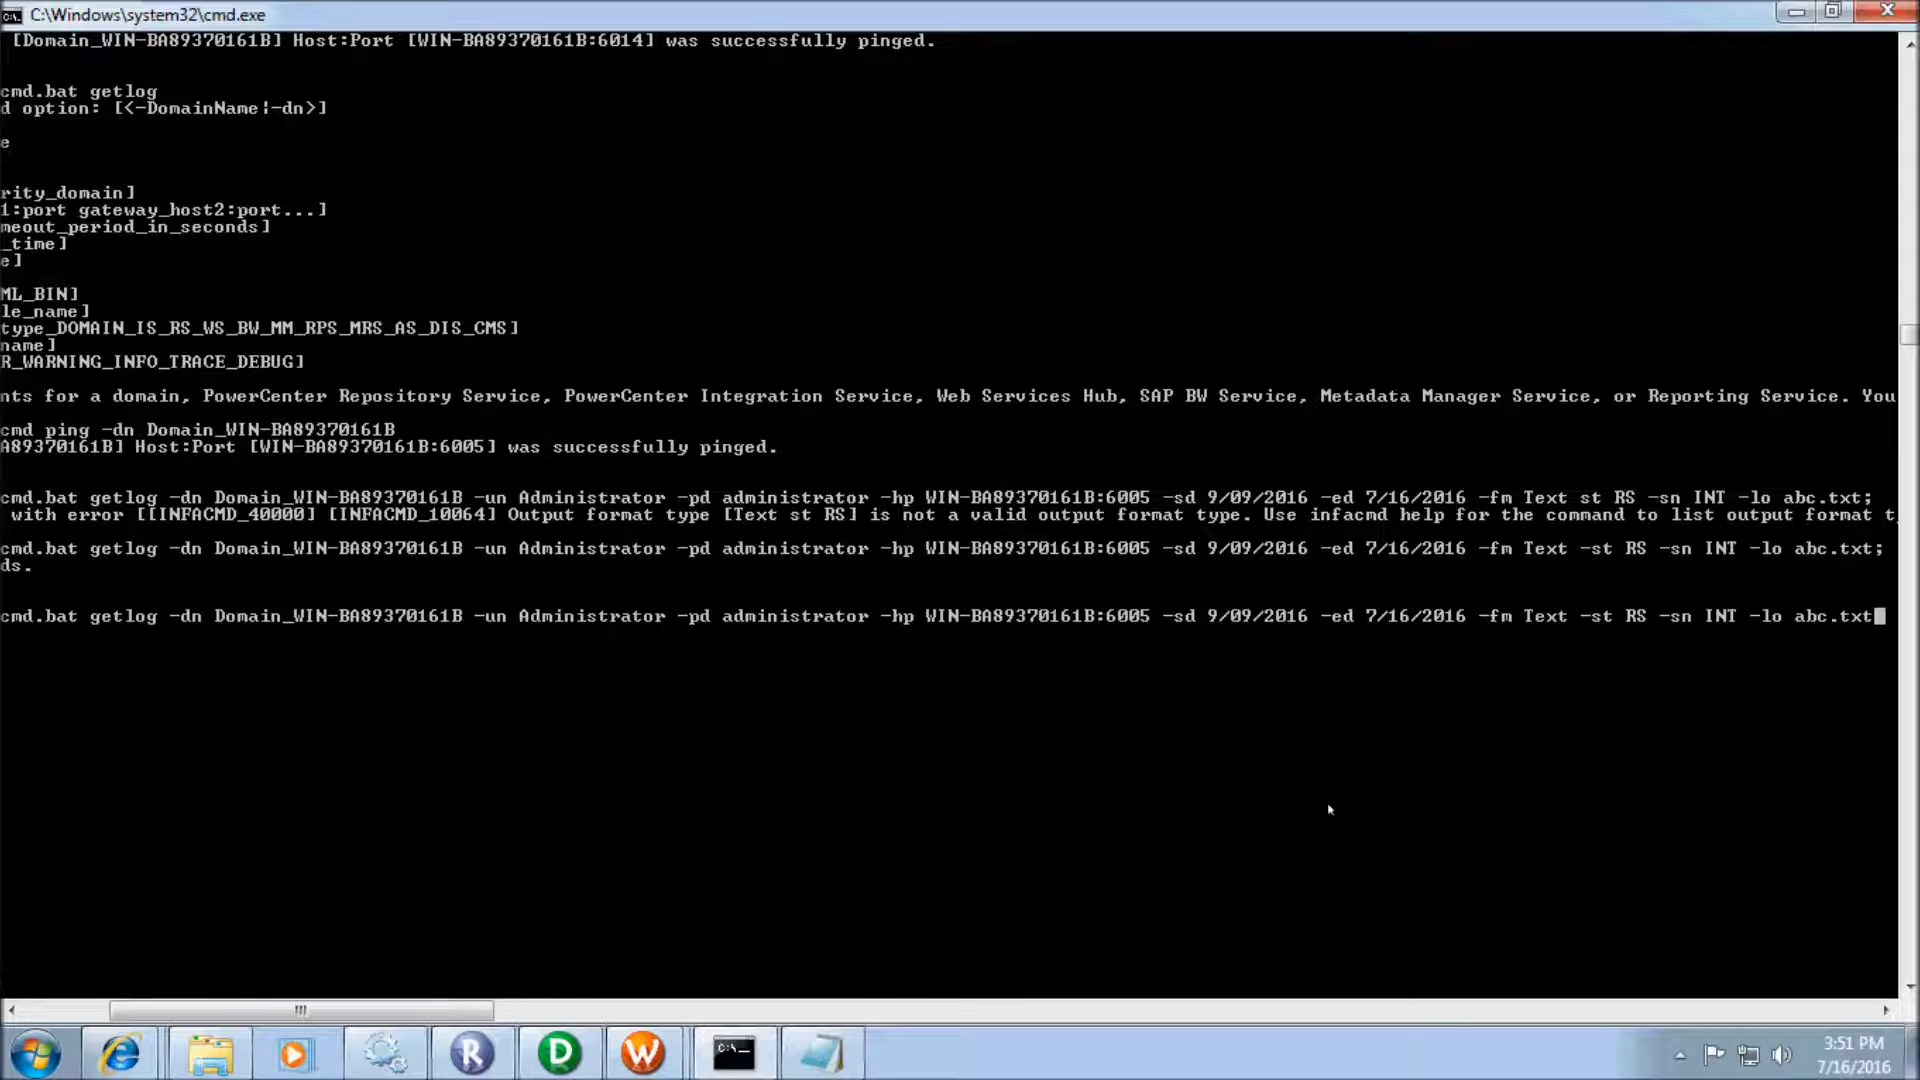 C:\Windows\system32\cmd.exe
[Domain_WIN-BA89370161B] Host:Port [WIN-BA89370161B:6014] was successfully pinged.
cmd.bat getlog
d option: [<-DomainName|-dn>]
e
rity_domain]
1:port gateway_host2:port...]
meout_period_in_seconds]
_time]
e]
ML_BIN]
le_name]
type_DOMAIN_IS_RS_WS_BW_MM_RPS_MRS_AS_DIS_CMS]
name]
R_WARNING_INFO_TRACE_DEBUG]
nts for a domain, PowerCenter Repository Service, PowerCenter Integration Service, Web Services Hub, SAP BW Service, Metadata Manager Service, or Reporting Service. You
cmd ping -dn Domain_WIN-BA89370161B
A89370161B] Host:Port [WIN-BA89370161B:6005] was successfully pinged.
cmd.bat getlog -dn Domain_WIN-BA89370161B -un Administrator -pd administrator -hp WIN-BA89370161B:6005 -sd 9/09/2016 -ed 7/16/2016 -fm Text st RS -sn INT -lo abc.txt;
with error [[INFACMD_40000] [INFACMD_10064] Output format type [Text st RS] is not a valid output format type. Use infacmd help for the command to list output format t
cmd.bat getlog -dn Domain_WIN-BA89370161B -un Administrator -pd administrator -hp WIN-BA89370161B:6005 -sd 9/09/2016 -ed 7/16/2016 -fm Text -st RS -sn INT -lo abc.txt;
ds.
cmd.bat getlog -dn Domain_WIN-BA89370161B -un Administrator -pd administrator -hp WIN-BA89370161B:6005 -sd 9/09/2016 -ed 7/16/2016 -fm Text -st RS -sn INT -lo abc.txt
R
D
W
C:\_
3:51 PM
7/16/2016